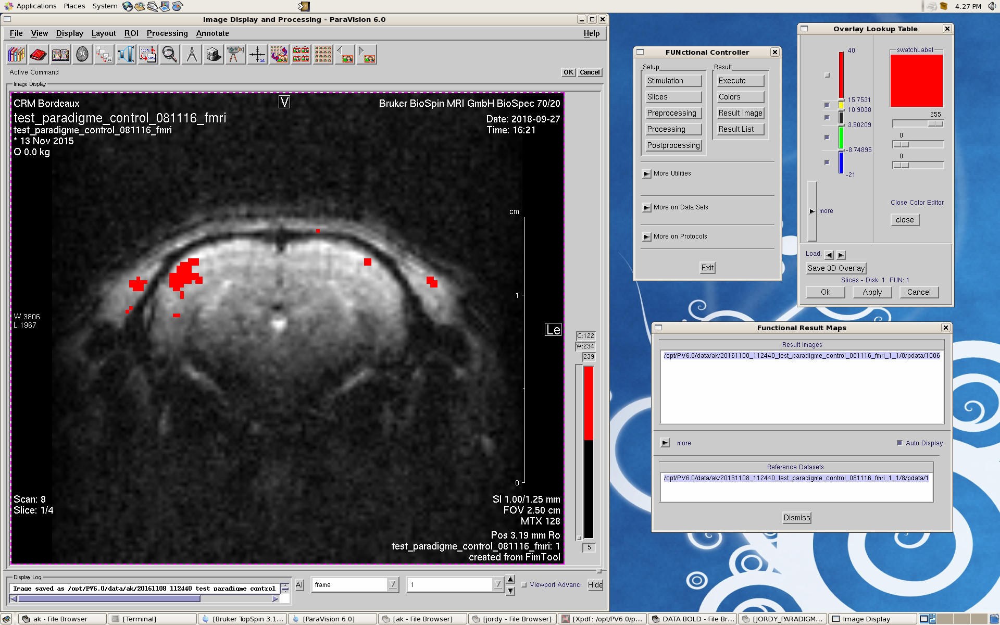 Applications Places System
4:27 PM
Image Display and Processing - ParaVision 6.0
File View Display Layout ROI Processing Annotate Help
Active Command
OK Cancel
Image Display
CRM Bordeaux
V
Bruker BioSpin MRI GmbH BioSpec 70/20
test_paradigme_control_081116_fmri
Date: 2018-09-27
test_paradigme_control_081116_fmri
Time: 16:21
* 13 Nov 2015
O 0.0 kg
cm
1
W 3806
L 1967
Le
0
Scan: 8
Slice: 1/4
SI 1.00/1.25 mm
FOV 2.50 cm
MTX 128
Pos 3.19 mm Ro
test_paradigme_control_081116_fmri: 1
created from FimTool
C:122
W:234
239
5
Display Log
Image saved as /opt/PV6.0/data/ak/20161108_112440_test_paradigme_control
Al
frame
1
Viewport Advanc
Hide
FUNctional Controller
Setup
Result
Stimulation
Execute
Slices
Colors
Preprocessing
Result Image
Processing
Result List
Postprocessing
More Utilities
More on Data Sets
More on Protocols
Exit
Overlay Lookup Table
40
15.7531
10.9038
3.50209
-8.74895
-21
swatchLabel
255
0
0
more
Close Color Editor
close
Load:
Save 3D Overlay
Slices - Disk: 1 FUN: 1
Ok Apply Cancel
Functional Result Maps
Result Images
/opt/PV6.0/data/ak/20161108_112440_test_paradigme_control_081116_fmri_1_1/8/pdata/1006
more
Auto Display
Reference Datasets
/opt/PV6.0/data/ak/20161108_112440_test_paradigme_control_081116_fmri_1_1/8/pdata/1
Dismiss
ak - File Browser
[Terminal]
[Bruker TopSpin 3.1...
[ParaVision 6.0]
[ak - File Browser]
[jordy - File Browser]
[Xpdf: /opt/PV6.0/p...
DATA BOLD - File Br...
[JORDY_PARADIGM...
Image Display